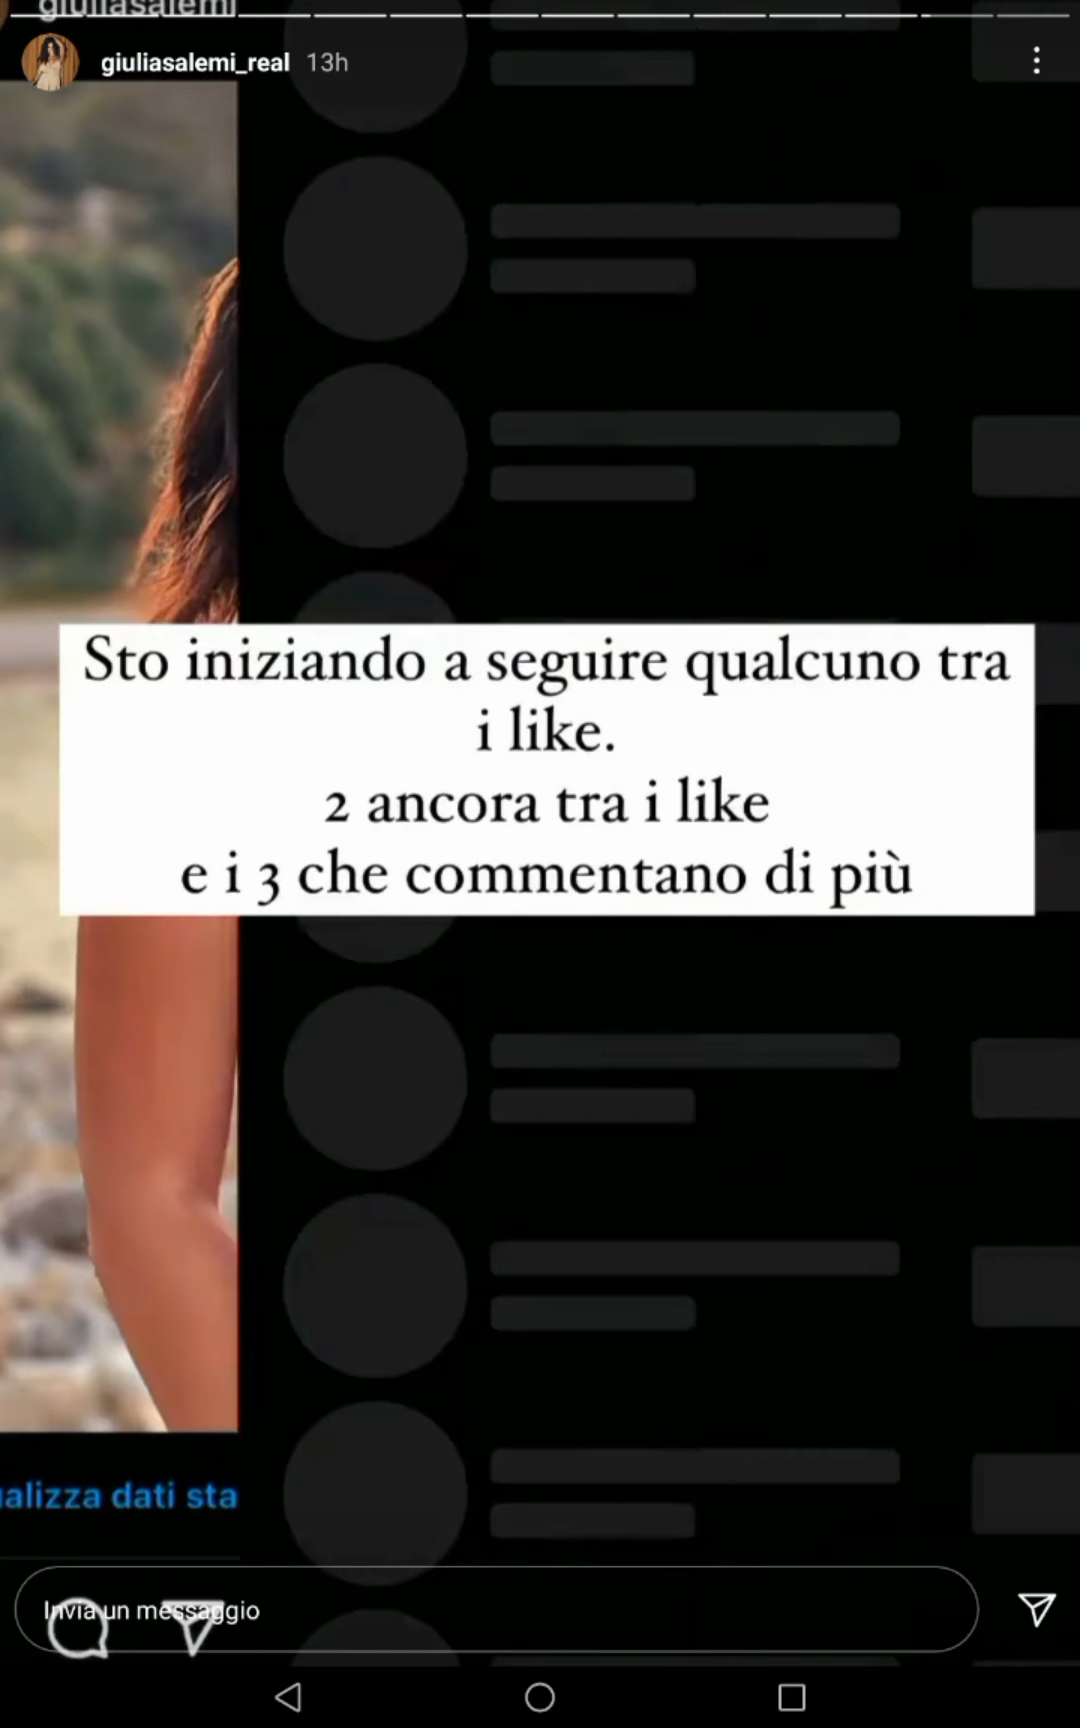 giuliasalemi
giuliasalemi_real 13h
Sto iniziando a seguire qualcuno tra
i like.
2 ancora tra i like
e i 3 che commentano di più
alizza dati sta
Invia un messaggio